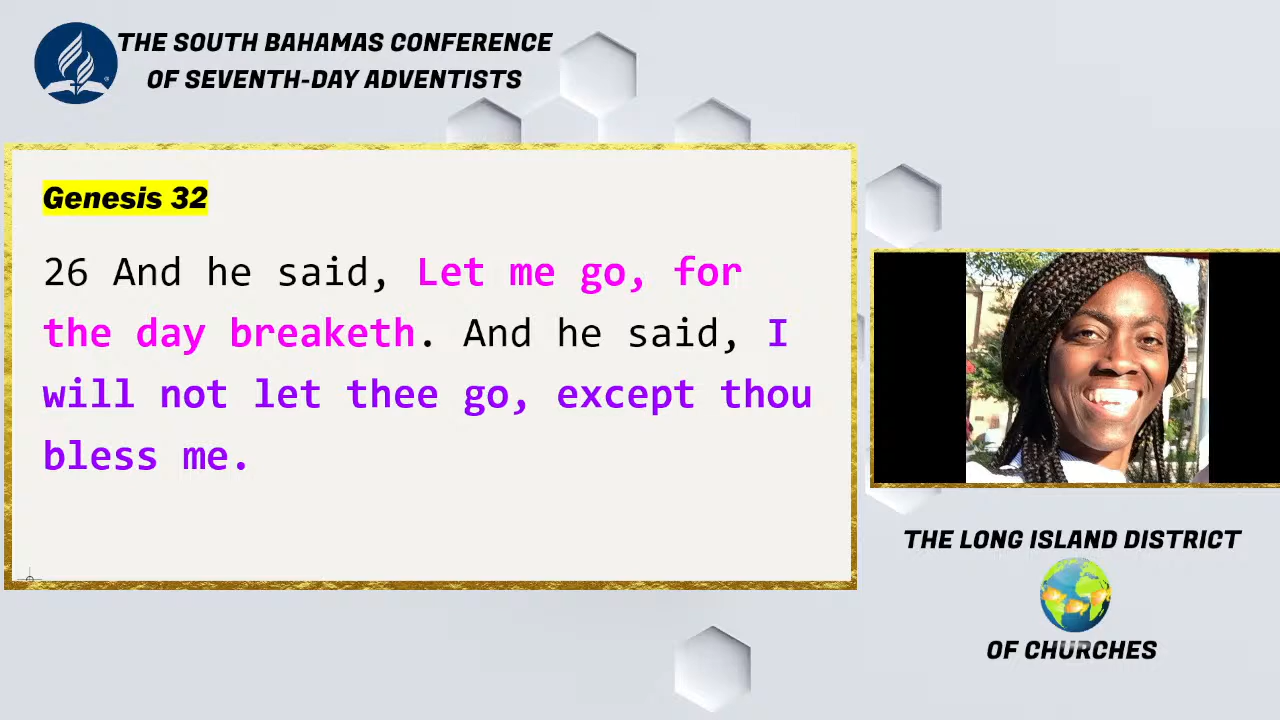 THE SOUTH BAHAMAS CONFERENCE
OF SEVENTH-DAY ADVENTISTS
Genesis 32
26 And he said, Let me go, for
the day breaketh. And he said, I
will not let thee go, except thou
bless me.
THE LONG ISLAND DISTRICT
OF CHURCHES